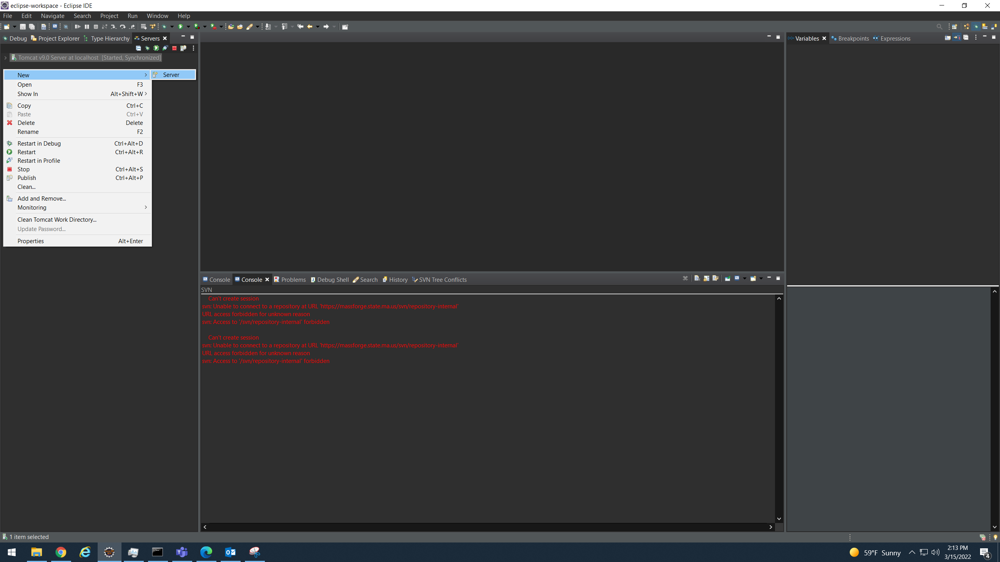 eclipse-workspace - Eclipse IDE
File Edit Navigate Search Project Run Window Help
Debug Project Explorer Type Hierarchy Servers
Variables Breakpoints Expressions
Tomcat v9.0 Server at localhost [Started, Synchronized]
New
Server
Open F3
Show In Alt+Shift+W
Copy Ctrl+C
Paste Ctrl+V
Delete Delete
Rename F2
Restart in Debug Ctrl+Alt+D
Restart Ctrl+Alt+R
Restart in Profile
Stop Ctrl+Alt+S
Publish Ctrl+Alt+P
Clean...
Add and Remove...
Monitoring
Clean Tomcat Work Directory...
Update Password...
Properties Alt+Enter
Console Console Problems Debug Shell Search History SVN Tree Conflicts
SVN
Can't create session
svn: Unable to connect to a repository at URL 'https://massforge.state.ma.us/svn/repository-internal'
URL access forbidden for unknown reason
svn: Access to '/svn/repository-internal' forbidden
Can't create session
svn: Unable to connect to a repository at URL 'https://massforge.state.ma.us/svn/repository-internal'
URL access forbidden for unknown reason
svn: Access to '/svn/repository-internal' forbidden
1 item selected
59°F Sunny
2:13 PM
3/15/2022
4